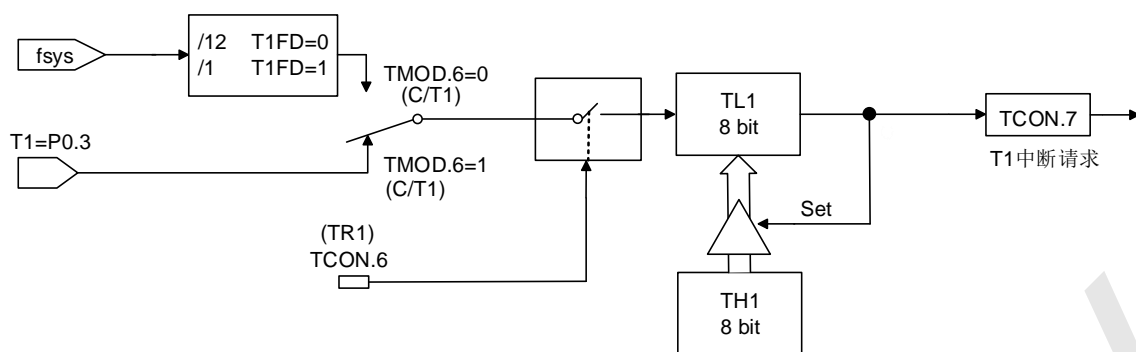 fsys
/12 T1FD=0
/1 T1FD=1
TMOD.6=0
(C/T1)
T1=P0.3
TMOD.6=1
(C/T1)
(TR1)
TCON.6
TL1
8 bit
TCON.7
T1中断请求
Set
TH1
8 bit